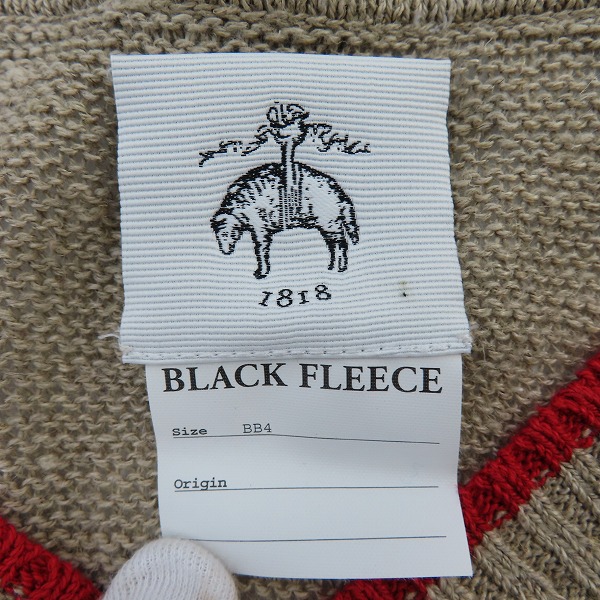 1818
BLACK FLEECE
Size BB4
Origin